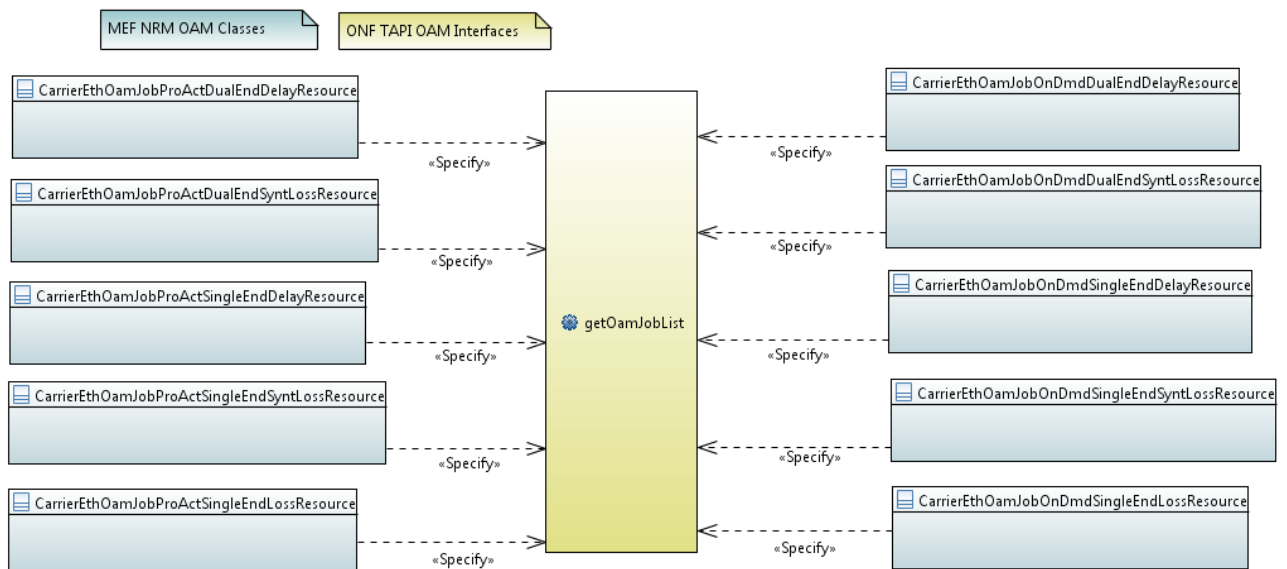 MEF NRM OAM Classes
ONF TAPI OAM Interfaces
CarrierEthOamJobProActDualEndDelayResource
CarrierEthOamJobOnDmdDualEndDelayResource
«Specify»
«Specify»
CarrierEthOamJobProActDualEndSyntLossResource
CarrierEthOamJobOnDmdDualEndSyntLossResource
«Specify»
«Specify»
CarrierEthOamJobProActSingleEndDelayResource
CarrierEthOamJobOnDmdSingleEndDelayResource
getOamJobList
«Specify»
«Specify»
CarrierEthOamJobProActSingleEndSyntLossResource
CarrierEthOamJobOnDmdSingleEndSyntLossResource
«Specify»
«Specify»
CarrierEthOamJobProActSingleEndLossResource
CarrierEthOamJobOnDmdSingleEndLossResource
«Specify»
«Specify»